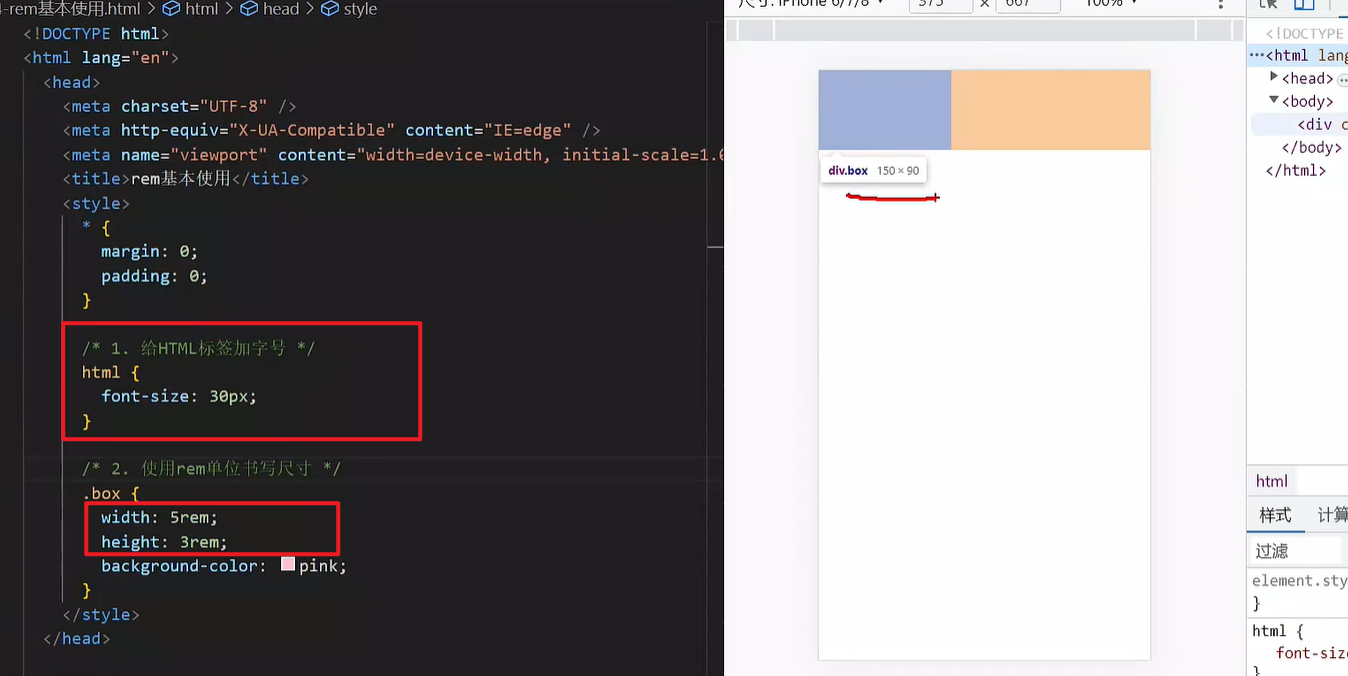 -rem基本使用.html > html > head > style
<!DOCTYPE html>
<html lang="en">
<head>
<meta charset="UTF-8" />
<meta http-equiv="X-UA-Compatible" content="IE=edge" />
<meta name="viewport" content="width=device-width, initial-scale=1.0
<title>rem基本使用</title>
<style>
* {
margin: 0;
padding: 0;
}
/* 1. 给HTML标签加字号 */
html {
font-size: 30px;
}
/* 2. 使用rem单位书写尺寸 */
.box {
width: 5rem;
height: 3rem;
background-color: pink;
}
</style>
</head>
尺寸: iPhone 6/7/8 375 × 667 100%
div.box 150 × 90
<!DOCTYPE
<html lang
<head>
<body>
<div c
</body>
</html>
html
样式 计算
过滤
element.sty
}
html {
font-size
}